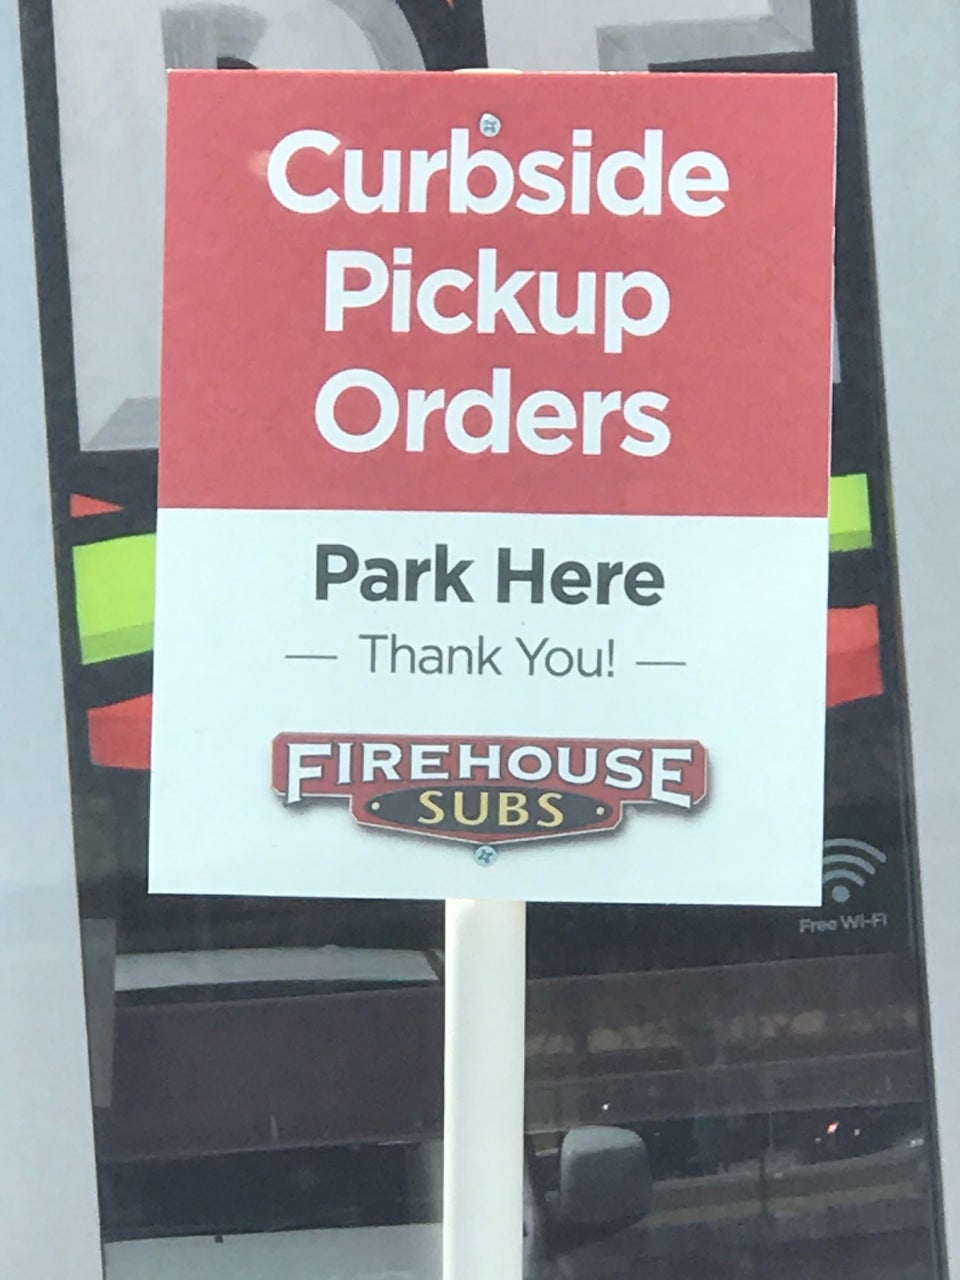 Curbside
Pickup
Orders
Park Here
— Thank You! —
FIREHOUSE
SUBS
Free Wi-Fi